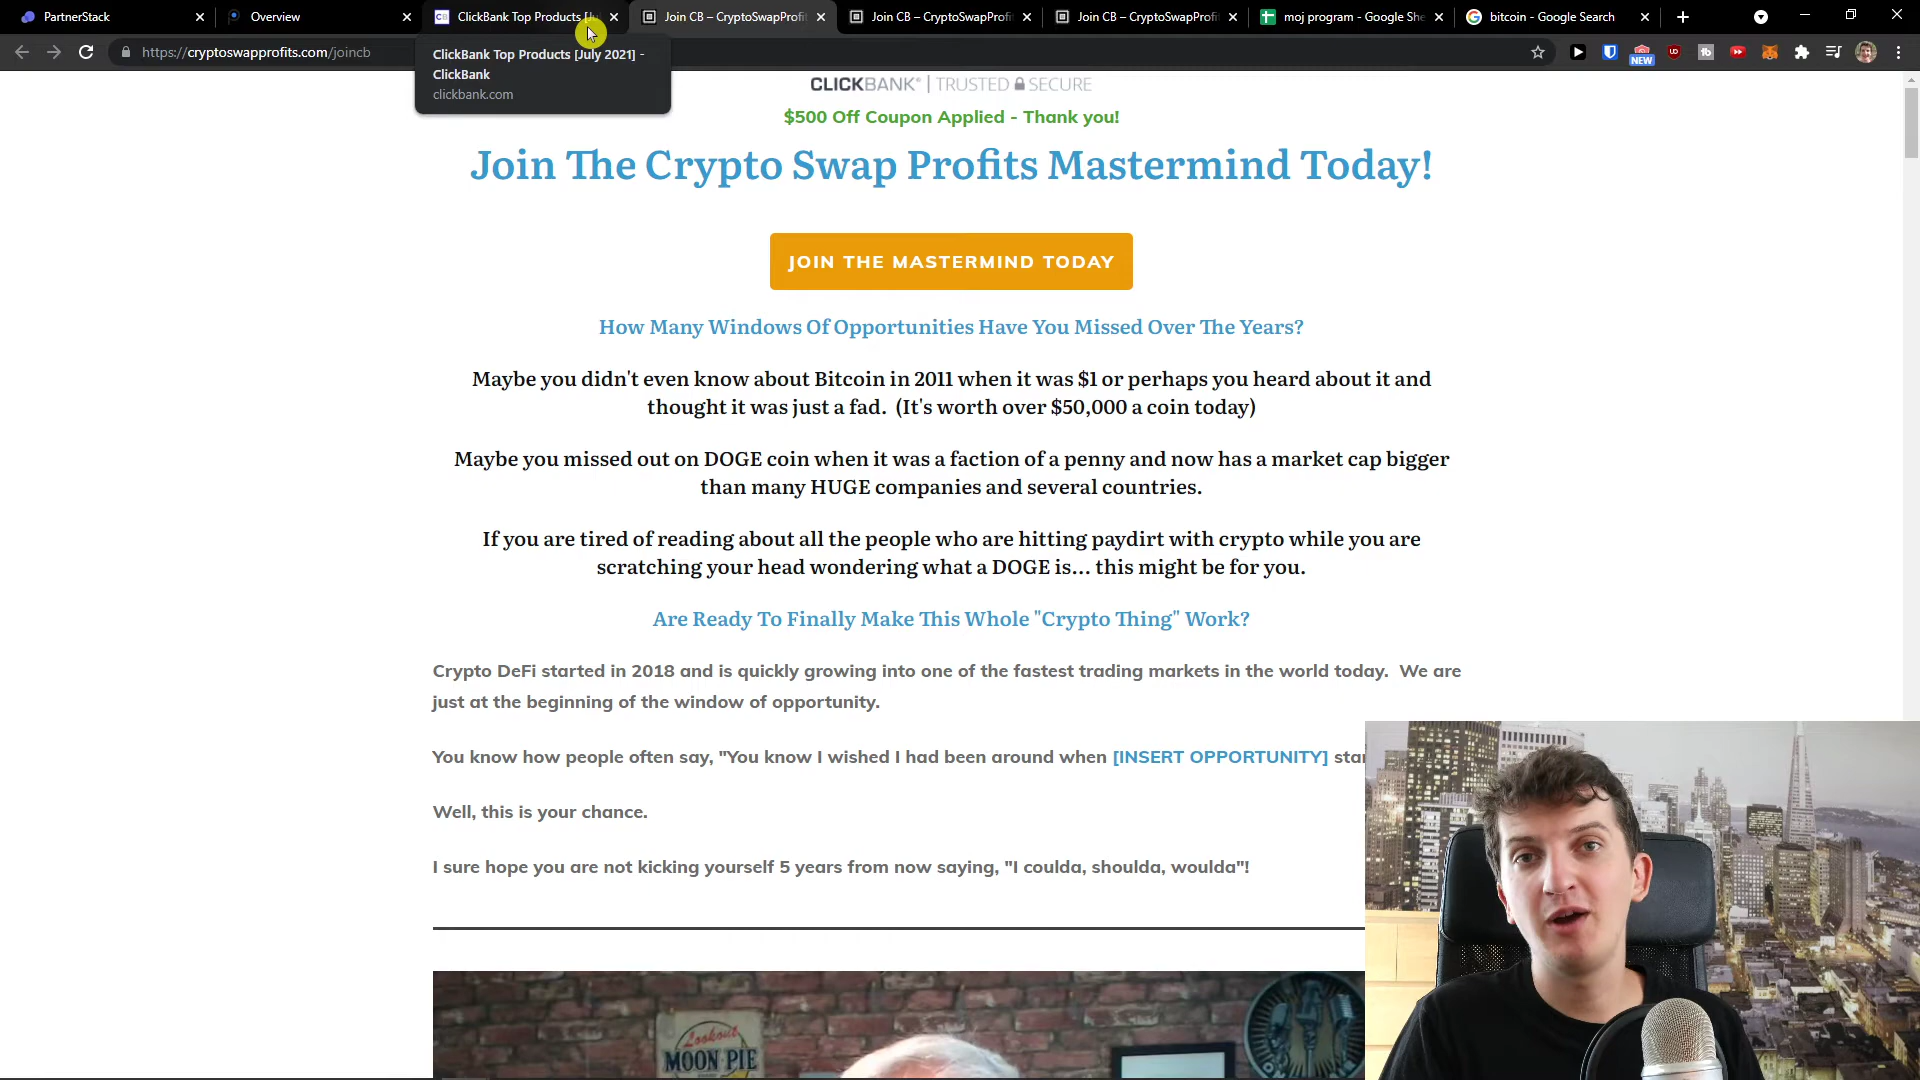 PartnerStack
Overview
ClickBank Top Products [Ju
Join CB – CryptoSwapProfi
Join CB – CryptoSwapProfi
Join CB – CryptoSwapProfi
moj program - Google She
bitcoin - Google Search
https://cryptoswapprofits.com/joincb
NEW
ClickBank Top Products [July 2021] -
ClickBank
clickbank.com
CLICKBANK® | TRUSTED SECURE
$500 Off Coupon Applied - Thank you!
Join The Crypto Swap Profits Mastermind Today!
JOIN THE MASTERMIND TODAY
How Many Windows Of Opportunities Have You Missed Over The Years?
Maybe you didn't even know about Bitcoin in 2011 when it was $1 or perhaps you heard about it and
thought it was just a fad. (It's worth over $50,000 a coin today)
Maybe you missed out on DOGE coin when it was a faction of a penny and now has a market cap bigger
than many HUGE companies and several countries.
If you are tired of reading about all the people who are hitting paydirt with crypto while you are
scratching your head wondering what a DOGE is... this might be for you.
Are Ready To Finally Make This Whole "Crypto Thing" Work?
Crypto DeFi started in 2018 and is quickly growing into one of the fastest trading markets in the world today. We are
just at the beginning of the window of opportunity.
You know how people often say, "You know I wished I had been around when [INSERT OPPORTUNITY] star
Well, this is your chance.
I sure hope you are not kicking yourself 5 years from now saying, "I coulda, shoulda, woulda"!
Lookout
MOON PIE